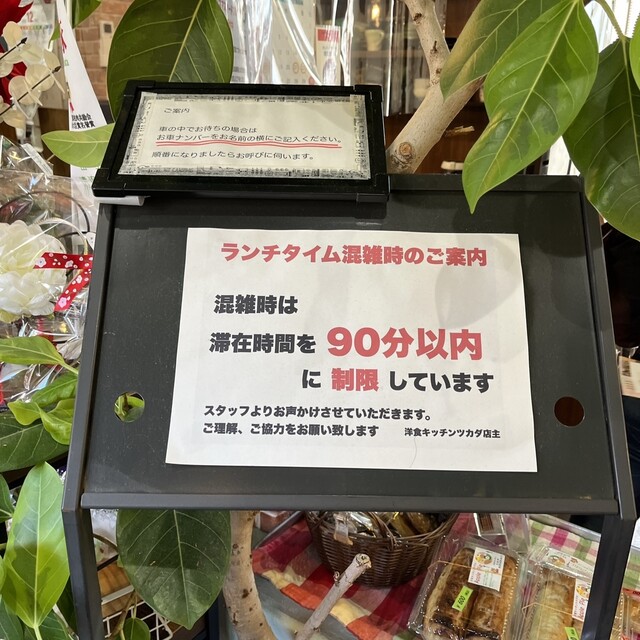 ご案内
車の中でお待ちの場合は
お車ナンバーをお名前の横にご記入ください。
順番になりましたらお呼びに伺います。
ランチタイム混雑時のご案内
混雑時は
滞在時間を 90分以内
に 制限 しています
スタッフよりお声かけさせていただきます。
ご理解、ご協力をお願い致します 洋食キッチンツカダ店主